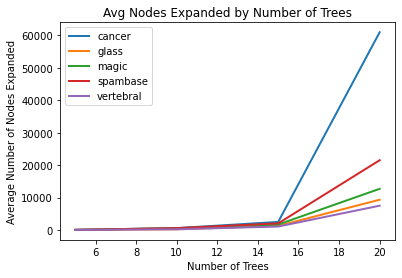 Avg Nodes Expanded by Number of Trees
Average Number of Nodes Expanded
60000
50000
40000
30000
20000
10000
0
cancer
glass
magic
spambase
vertebral
6 8 10 12 14 16 18 20
Number of Trees